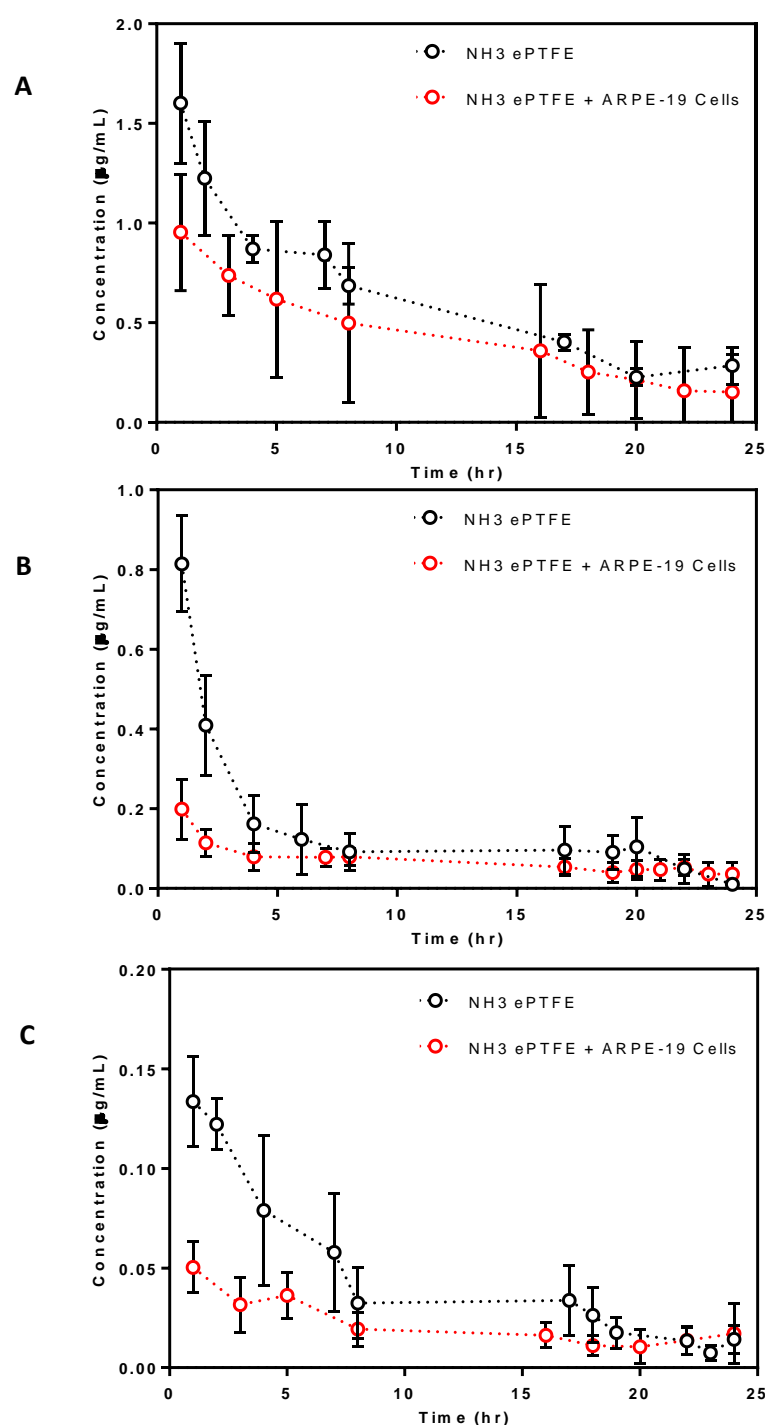 A
Concentration (µg/mL)
2.0
1.5
1.0
0.5
0.0
NH3 ePTFE
NH3 ePTFE + ARPE-19 Cells
0 5 10 15 20 25
Time (hr)
B
Concentration (µg/mL)
1.0
0.8
0.6
0.4
0.2
0.0
NH3 ePTFE
NH3 ePTFE + ARPE-19 Cells
0 5 10 15 20 25
Time (hr)
C
Concentration (µg/mL)
0.20
0.15
0.10
0.05
0.00
NH3 ePTFE
NH3 ePTFE + ARPE-19 Cells
0 5 10 15 20 25
Time (hr)